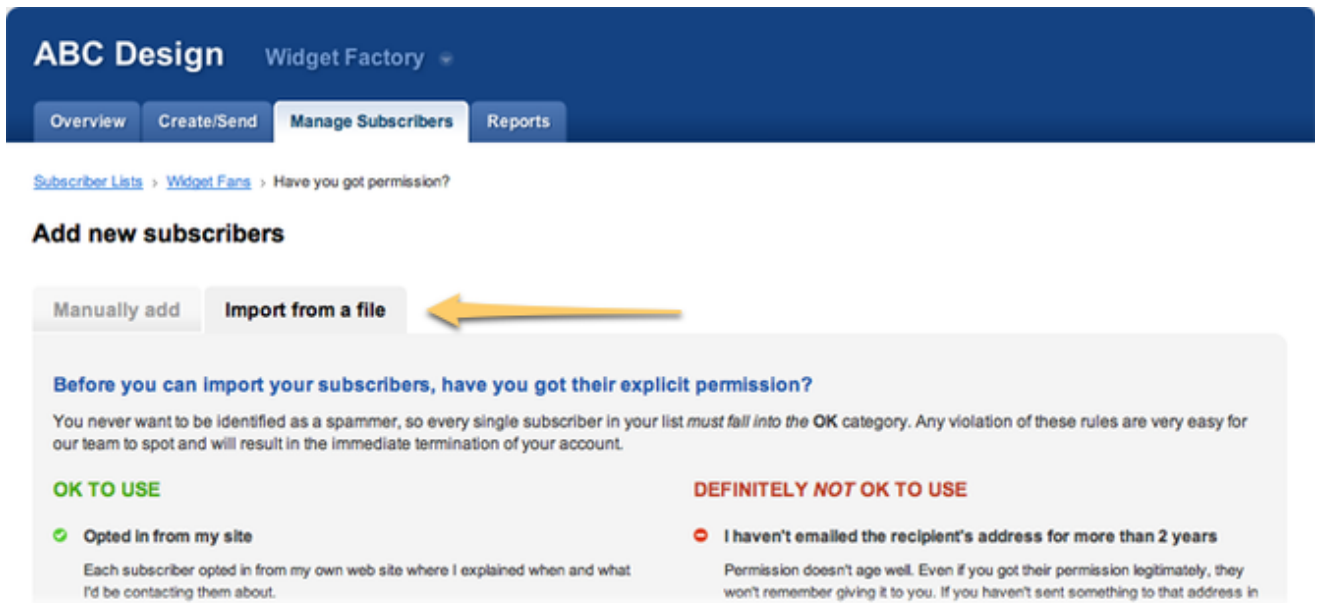 ABC Design Widget Factory
Overview Create/Send Manage Subscribers Reports
Subscriber Lists › Widget Fans › Have you got permission?
Add new subscribers
Manually add Import from a file
Before you can import your subscribers, have you got their explicit permission?
You never want to be identified as a spammer, so every single subscriber in your list must fall into the OK category. Any violation of these rules are very easy for
our team to spot and will result in the immediate termination of your account.
OK TO USE
Opted in from my site
Each subscriber opted in from my own web site where I explained when and what
I'd be contacting them about.
DEFINITELY NOT OK TO USE
I haven't emailed the recipient's address for more than 2 years
Permission doesn't age well. Even if you got their permission legitimately, they
won't remember giving it to you. If you haven't sent something to that address in